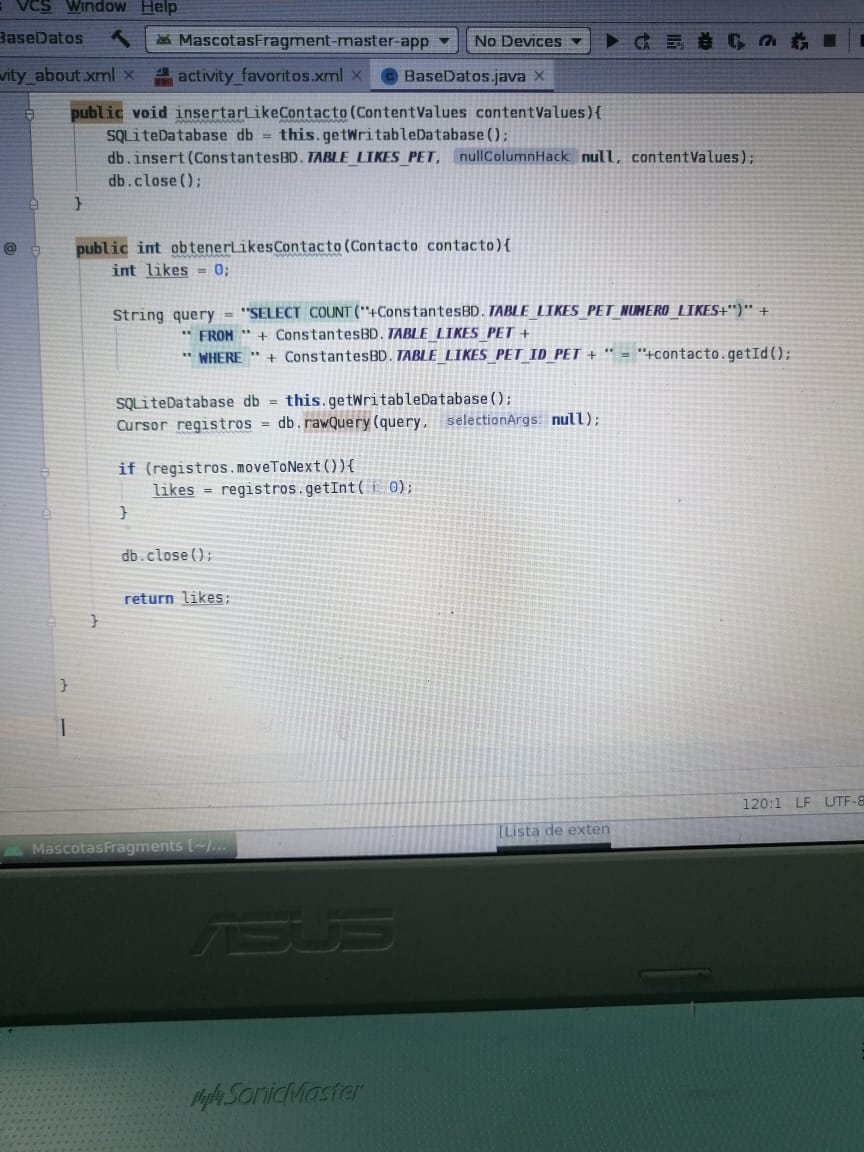 VCS Window Help
BaseDatos MascotasFragment-master-app No Devices
vity_about.xml × activity_favoritos.xml × BaseDatos.java ×
public void insertarLikeContacto(ContentValues contentValues){
SQLiteDatabase db = this.getWritableDatabase();
db.insert(ConstantesBD.TABLE_LIKES_PET, nullColumnHack: null, contentValues);
db.close();
}
@ public int obtenerLikesContacto(Contacto contacto){
int likes = 0;
String query = "SELECT COUNT("+ConstantesBD.TABLE_LIKES_PET_NUMERO_LIKES+")" +
" FROM " + ConstantesBD.TABLE_LIKES_PET +
" WHERE " + ConstantesBD.TABLE_LIKES_PET_ID_PET + " = "+contacto.getId();
SQLiteDatabase db = this.getWritableDatabase();
Cursor registros = db.rawQuery(query, selectionArgs: null);
if (registros.moveToNext()){
likes = registros.getInt( i: 0);
}
db.close();
return likes;
}
}
120:1 LF UTF-8
[Lista de exten
MascotasFragments [~/...
ASUS
SonicMaster